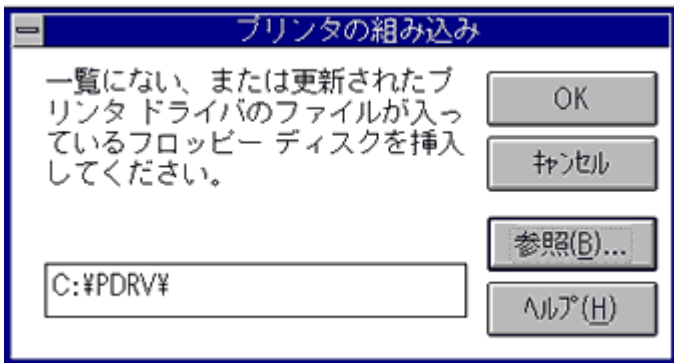 プリンタの組み込み
一覧にない、または更新されたプ
リンタ ドライバのファイルが入っ
ているフロッピー ディスクを挿入
してください。
OK
ｷｬﾝｾﾙ
参照(B)...
C:¥PDRV¥
ﾍﾙﾌﾟ(H)